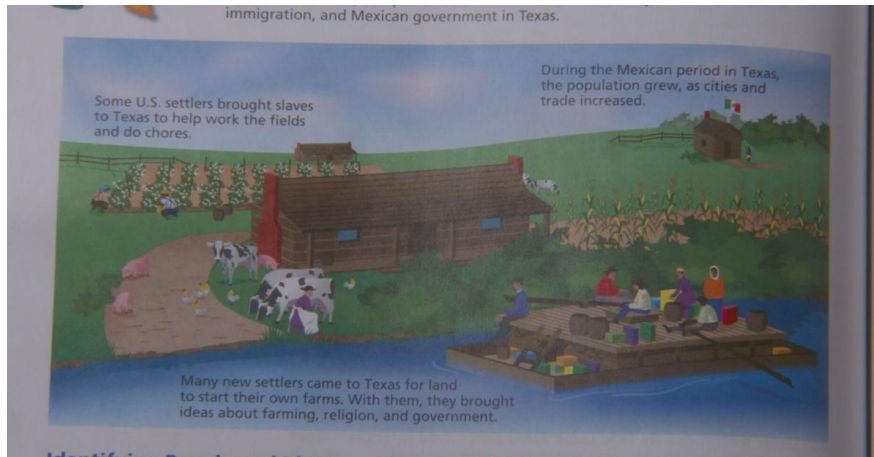 immigration, and Mexican government in Texas.
Some U.S. settlers brought slaves
to Texas to help work the fields
and do chores.
During the Mexican period in Texas,
the population grew, as cities and
trade increased.
Many new settlers came to Texas for land
to start their own farms. With them, they brought
ideas about farming, religion, and government.